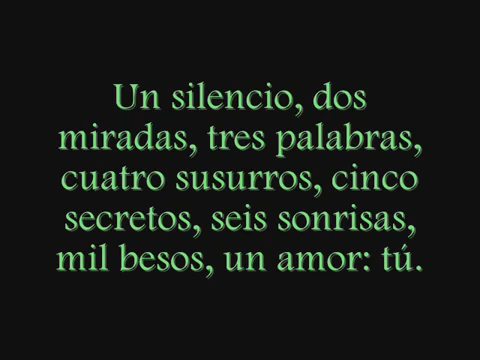 Un silencio, dos
miradas, tres palabras,
cuatro susurros, cinco
secretos, seis sonrisas,
mil besos, un amor: tú.